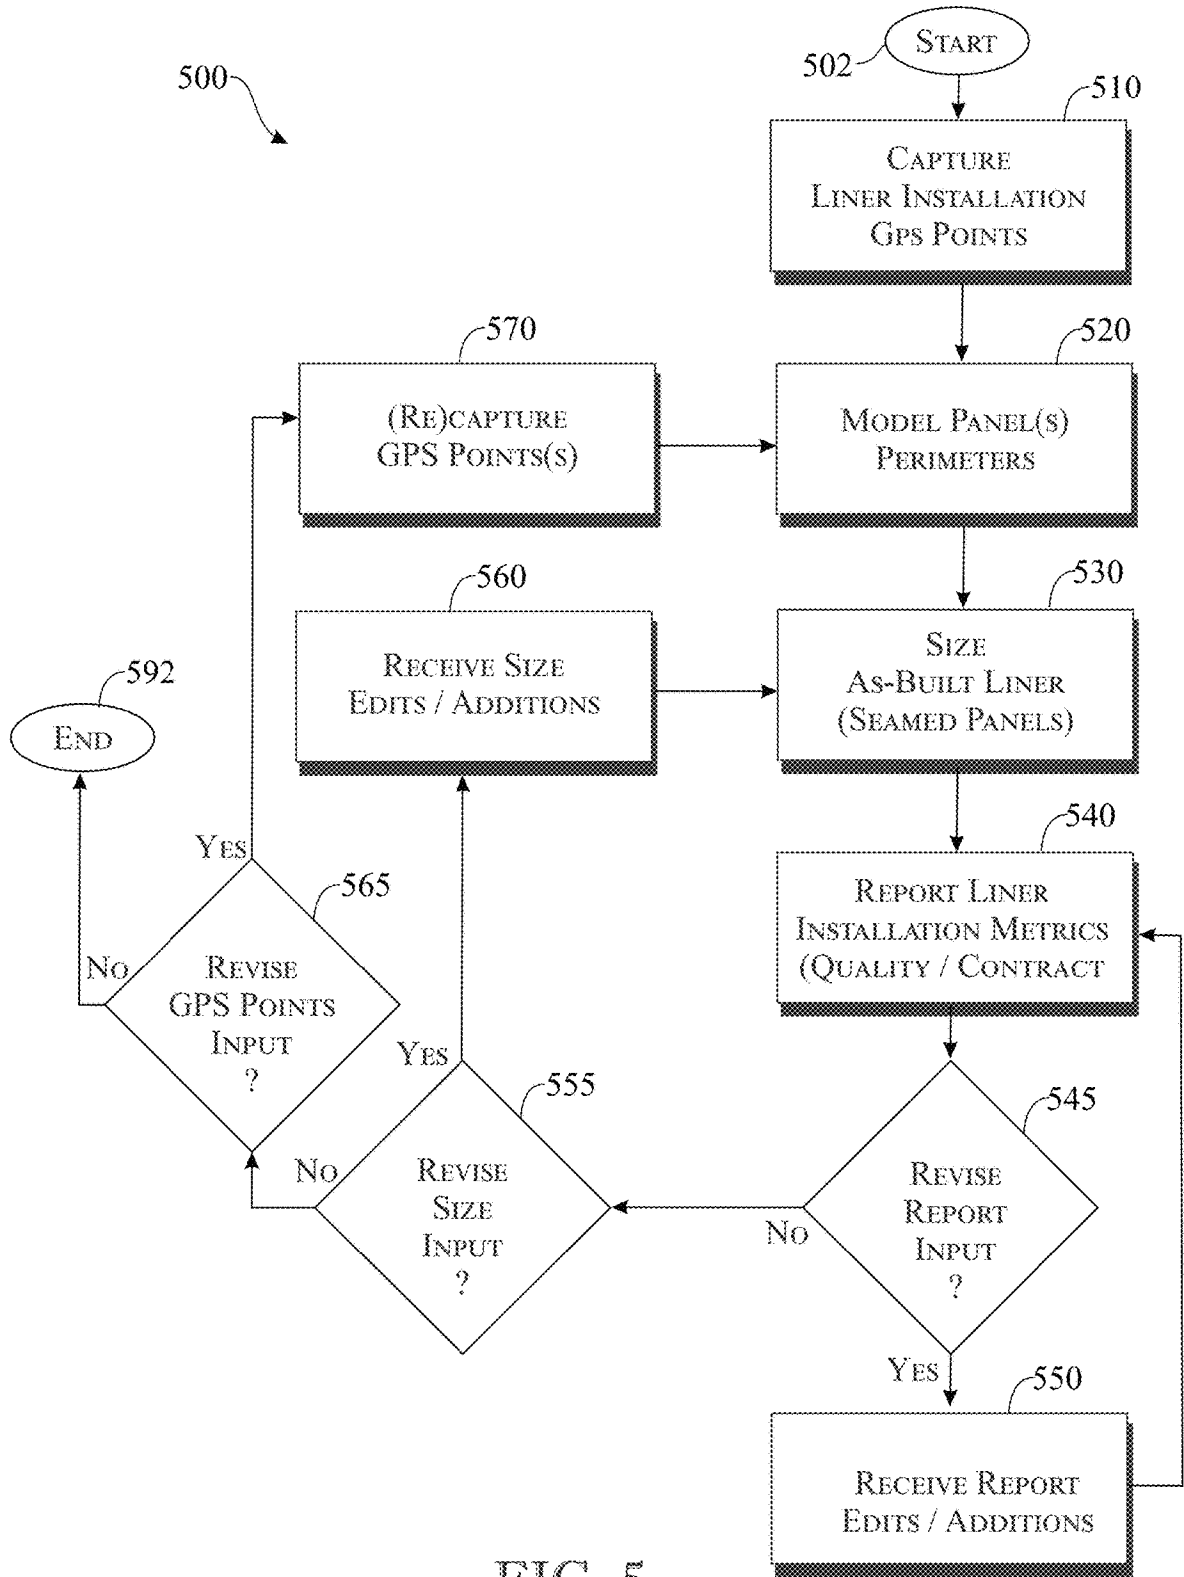 START
502
500
510
CAPTURE
LINER INSTALLATION
GPS POINTS
570
520
(RE)CAPTURE
GPS POINTS(S)
MODEL PANEL(S)
PERIMETERS
560
530
RECEIVE SIZE
EDITS / ADDITIONS
SIZE
AS-BUILT LINER
(SEAMED PANELS)
592
END
540
YES
565
REPORT LINER
INSTALLATION METRICS
(QUALITY / CONTRACT
NO
REVISE
GPS POINTS
INPUT
?
YES
555
545
NO
REVISE
SIZE
INPUT
?
REVISE
REPORT
INPUT
?
NO
YES
550
RECEIVE REPORT
EDITS / ADDITIONS
FIG. 5